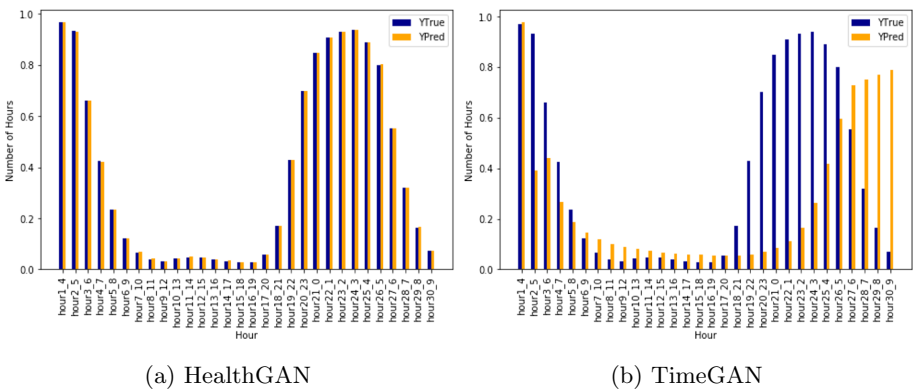 YTrue
YPred
1.0
0.8
0.6
0.4
0.2
0.0
Number of Hours
hour1_4
hour2_5
hour3_6
hour4_7
hour5_8
hour6_9
hour7_10
hour8_11
hour9_12
hour10_13
hour11_14
hour12_15
hour13_16
hour14_17
hour15_18
hour16_19
hour17_20
hour18_21
hour19_22
hour20_23
hour21_0
hour22_1
hour23_2
hour24_3
hour25_4
hour26_5
hour27_6
hour28_7
hour29_8
hour30_9
Hour
(a) HealthGAN
YTrue
YPred
1.0
0.8
0.6
0.4
0.2
0.0
Number of Hours
hour1_4
hour2_5
hour3_6
hour4_7
hour5_8
hour6_9
hour7_10
hour8_11
hour9_12
hour10_13
hour11_14
hour12_15
hour13_16
hour14_17
hour15_18
hour16_19
hour17_20
hour18_21
hour19_22
hour20_23
hour21_0
hour22_1
hour23_2
hour24_3
hour25_4
hour26_5
hour27_6
hour28_7
hour29_8
hour30_9
Hour
(b) TimeGAN